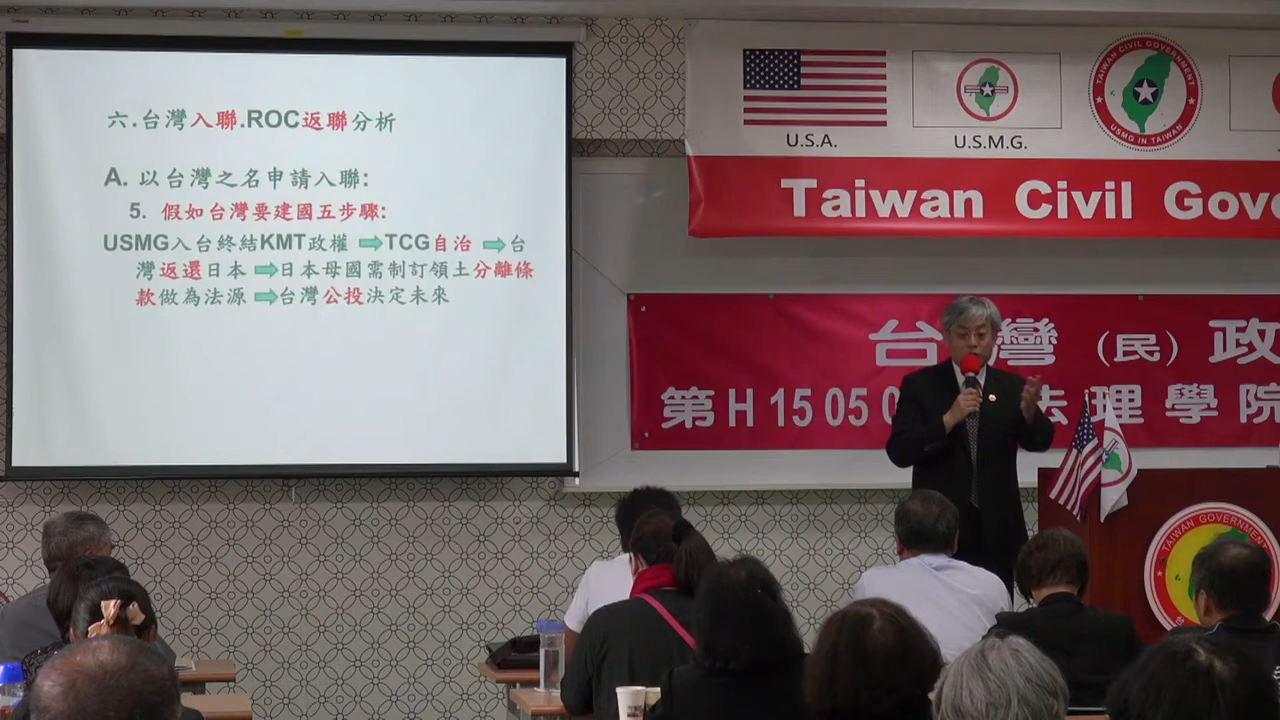 六.台灣入聯.ROC返聯分析
A. 以台灣之名申請入聯:
5. 假如台灣要建國五步驟:
USMG入台終結KMT政權 ➡TCG自治 ➡台
灣返還日本 ➡日本母國需制訂領土分離條
款做為法源 ➡台灣公投決定未來
U.S.A.
U.S.M.G.
TAIWAN CIVIL GOVERNMENT
USMG IN TAIWAN
Taiwan Civil Gove
台灣(民)政
第H15050法理學院
TAIWAN GOVERNMENT